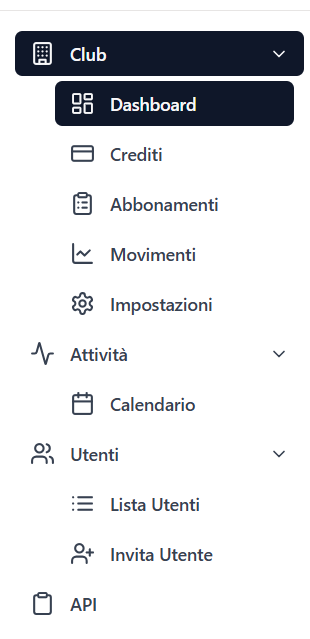 Club
Dashboard
Crediti
Abbonamenti
Movimenti
Impostazioni
Attività
Calendario
Utenti
Lista Utenti
Invita Utente
API